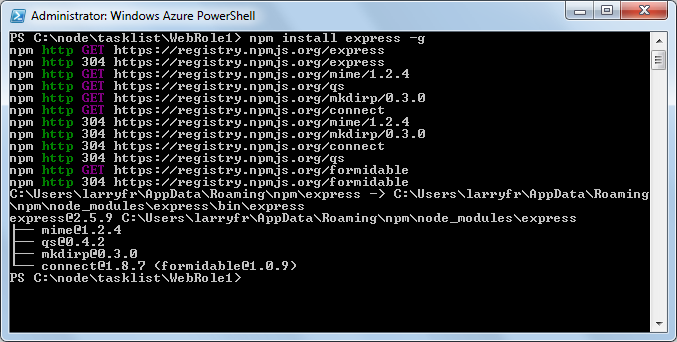 Administrator: Windows Azure PowerShell
PS C:\node\tasklist\WebRole1> npm install express -g
npm http GET https://registry.npmjs.org/express
npm http 304 https://registry.npmjs.org/express
npm http GET https://registry.npmjs.org/mime/1.2.4
npm http GET https://registry.npmjs.org/qs
npm http GET https://registry.npmjs.org/mkdirp/0.3.0
npm http GET https://registry.npmjs.org/connect
npm http 304 https://registry.npmjs.org/mime/1.2.4
npm http 304 https://registry.npmjs.org/mkdirp/0.3.0
npm http 304 https://registry.npmjs.org/connect
npm http 304 https://registry.npmjs.org/qs
npm http GET https://registry.npmjs.org/formidable
npm http 304 https://registry.npmjs.org/formidable
C:\Users\larryfr\AppData\Roaming\npm\express -> C:\Users\larryfr\AppData\Roaming
\npm\node_modules\express\bin\express
express@2.5.9 C:\Users\larryfr\AppData\Roaming\npm\node_modules\express
├── mime@1.2.4
├── qs@0.4.2
├── mkdirp@0.3.0
└── connect@1.8.7 (formidable@1.0.9)
PS C:\node\tasklist\WebRole1>